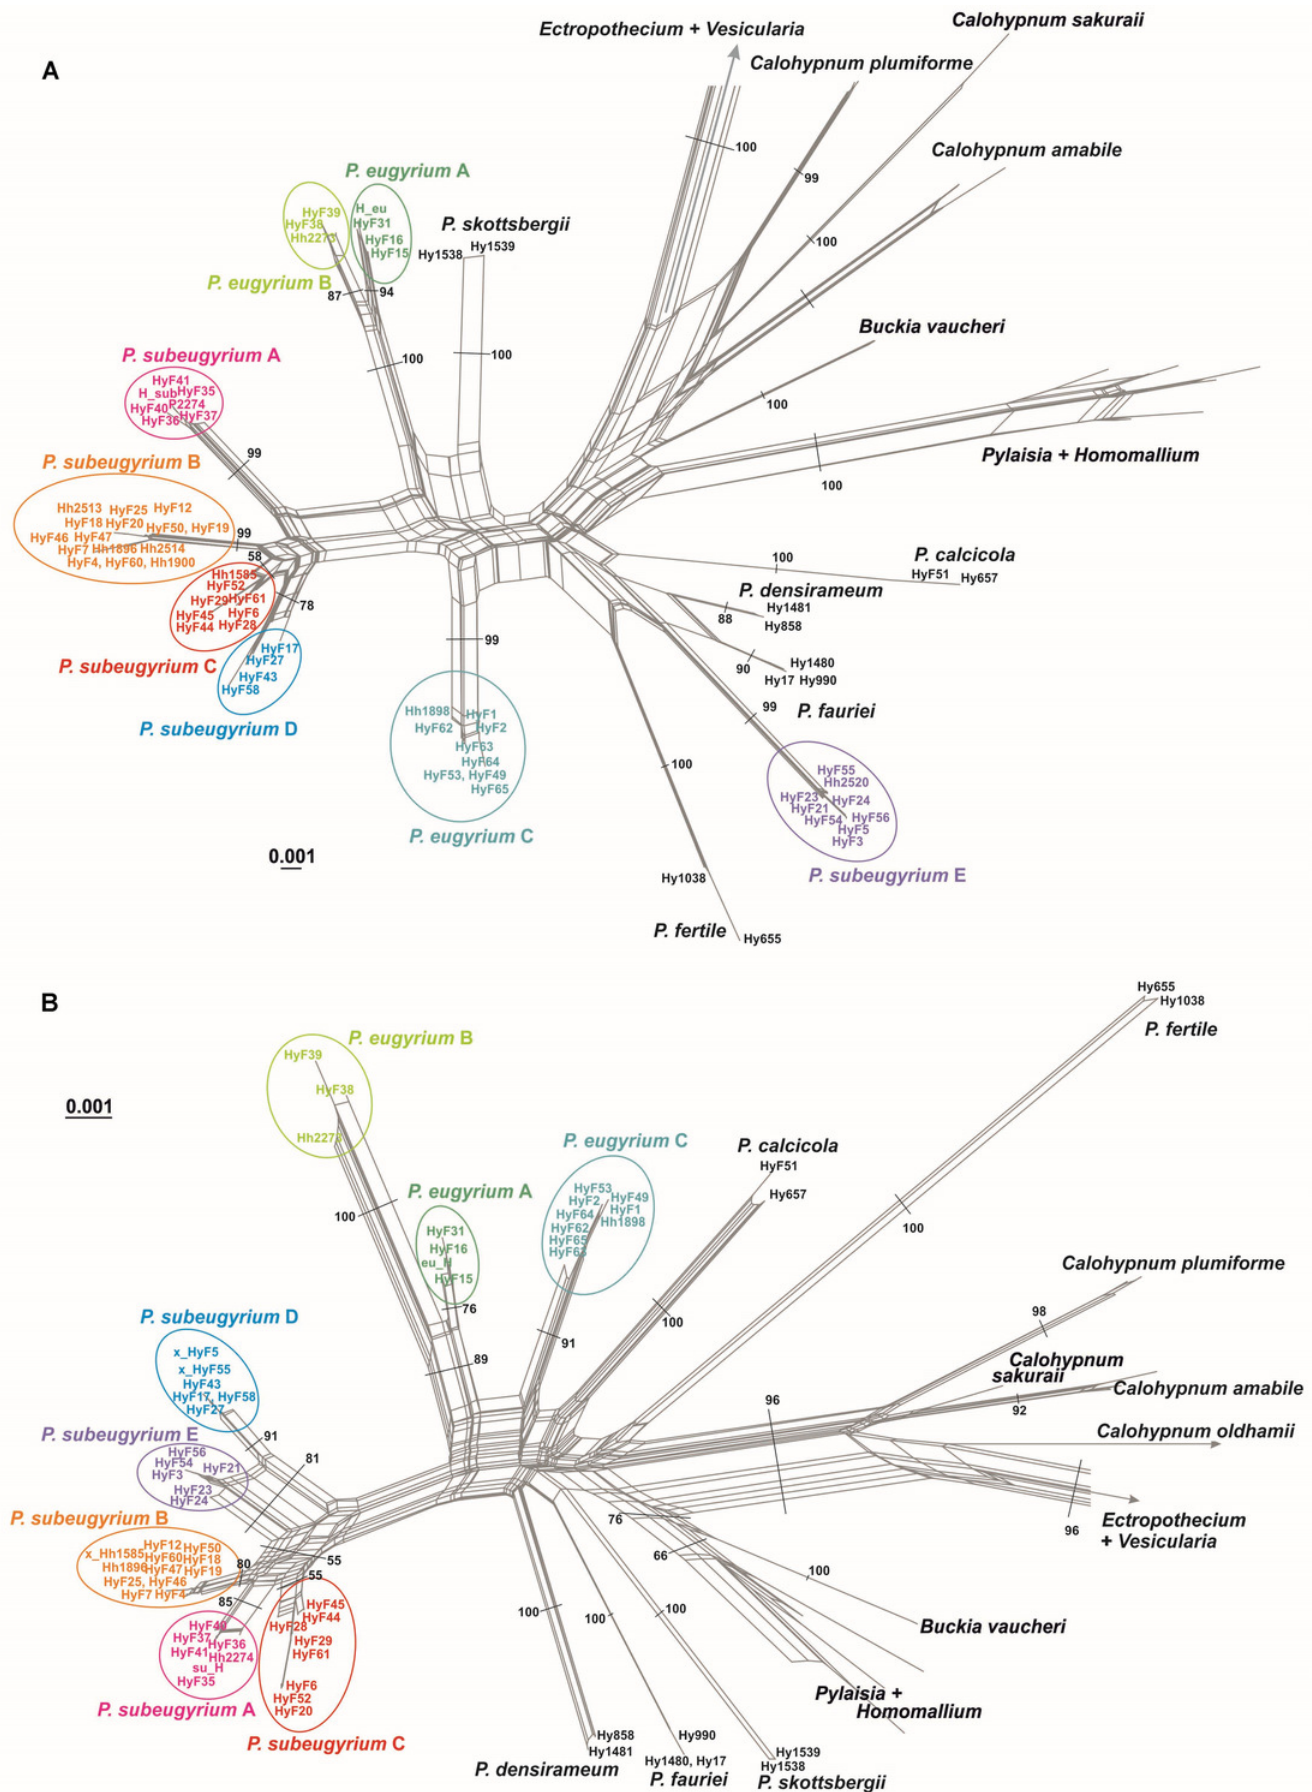 A
Ectropothecium + Vesicularia
Calohypnum sakuraii
Calohypnum plumiforme
100
99
Calohypnum amabile
P. eugyrium A
H_eu
HyF39
HyF31
HyF38
Hh2273
HyF16
HyF15
P. skottsbergii
Hy1538
Hy1539
100
P. eugyrium B
87
94
Buckia vaucheri
P. subeugyrium A
100
100
HyF41
H_sub
HyF35
HyF40
P2274
HyF36
HyF37
100
99
P. subeugyrium B
Pylaisia + Homomallium
100
Hh2513
HyF25
HyF12
HyF18
HyF20
HyF50, HyF19
HyF46
HyF47
99
HyF7
Hh1896
Hh2514
HyF4, HyF60, Hh1900
58
100
P. calcicola
HyF51
Hy657
Hh1585
HyF52
HyF29
HyF61
HyF45
HyF6
HyF44
HyF28
78
P. densirameum
Hy1481
88
Hy858
P. subeugyrium C
HyF17
HyF27
HyF43
HyF58
99
90
Hy1480
Hy17
Hy990
P. subeugyrium D
99
P. fauriei
Hh1898
HyF1
HyF62
HyF2
HyF63
HyF64
HyF53, HyF49
HyF65
100
HyF55
Hh2520
HyF23
HyF24
HyF21
HyF54
HyF56
HyF5
HyF3
P. eugyrium C
0.001
Hy1038
P. subeugyrium E
P. fertile
Hy655
B
Hy655
Hy1038
P. fertile
P. eugyrium B
HyF39
HyF38
Hh2273
0.001
P. eugyrium C
P. calcicola
HyF51
Hy657
P. eugyrium A
HyF53
HyF2
HyF49
HyF64
HyF1
HyF62
Hh1898
HyF65
HyF63
100
HyF31
HyF16
eu_H
HyF15
100
Calohypnum plumiforme
P. subeugyrium D
76
91
100
98
x_HyF5
x_HyF55
HyF43
HyF17, HyF58
HyF27
89
Calohypnum
sakuraii
Calohypnum amabile
96
92
P. subeugyrium E
91
Calohypnum oldhamii
HyF56
HyF54
HyF3
HyF21
HyF23
HyF24
81
P. subeugyrium B
76
96
Ectropothecium
+ Vesicularia
HyF12
HyF50
x_Hh1585
HyF60
HyF18
Hh1896
HyF47
HyF19
HyF25, HyF46
HyF7
HyF4
80
55
55
66
100
85
HyF40
HyF37
HyF36
HyF41
Hh2274
su_H
HyF35
HyF45
HyF44
HyF28
HyF29
HyF61
HyF6
HyF52
HyF20
100
100
100
Buckia vaucheri
P. subeugyrium A
Pylaisia +
Homomallium
P. subeugyrium C
Hy858
Hy1481
Hy990
Hy1480, Hy17
Hy1539
Hy1538
P. densirameum
P. fauriei
P. skottsbergii